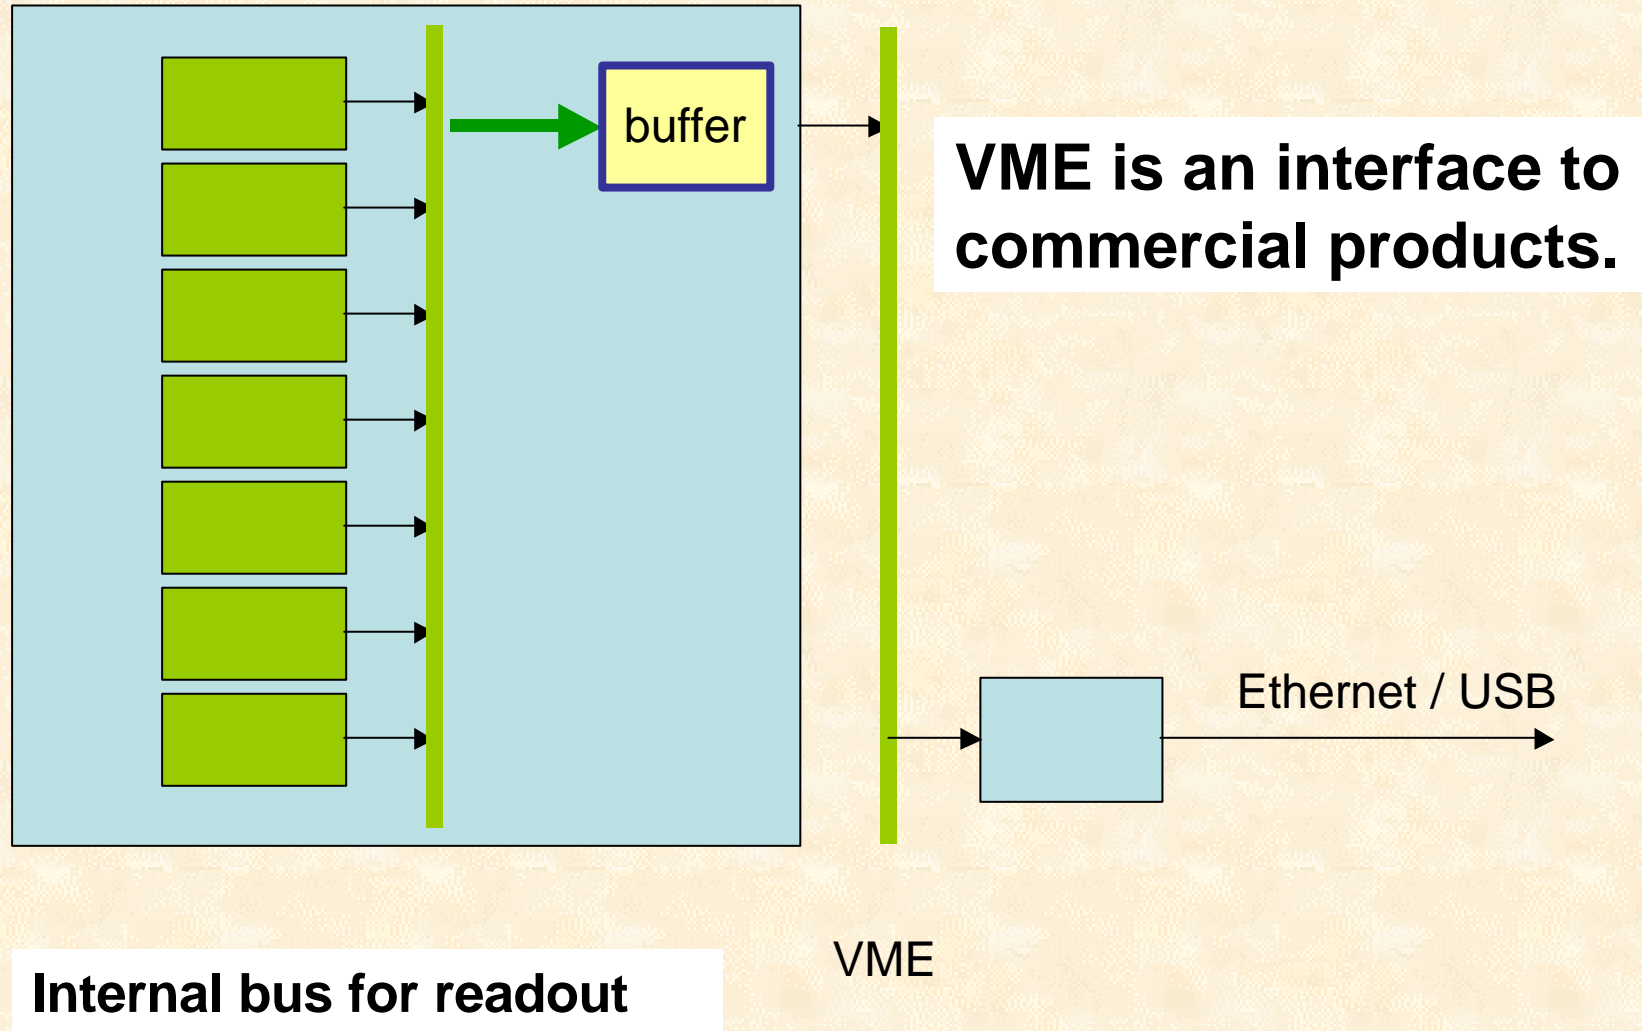 buffer
VME is an interface to
commercial products.
Ethernet / USB
VME
Internal bus for readout